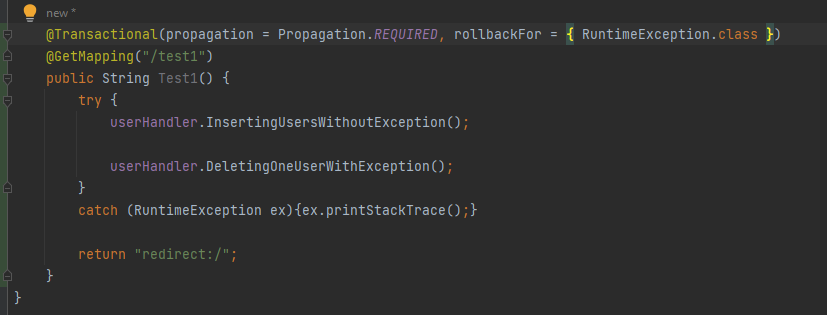 new *
@Transactional(propagation = Propagation.REQUIRED, rollbackFor = { RuntimeException.class })
@GetMapping("/test1")
public String Test1() {
try {
userHandler.InsertingUsersWithoutException();
userHandler.DeletingOneUserWithException();
}
catch (RuntimeException ex){ex.printStackTrace();}
return "redirect:/";
}
}